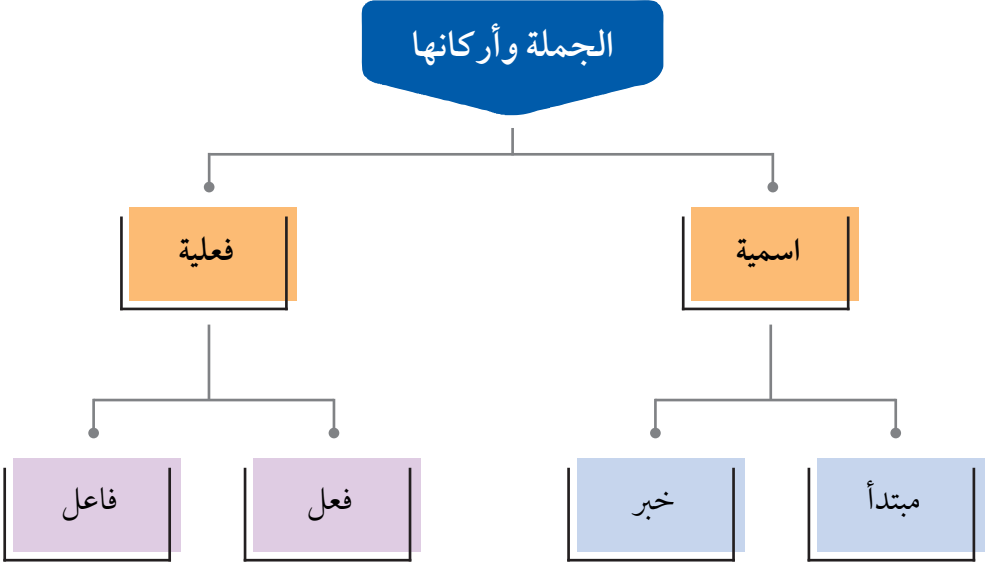 الجملة وأركانها
اسمية
فعلية
مبتدأ
خبر
فعل
فاعل